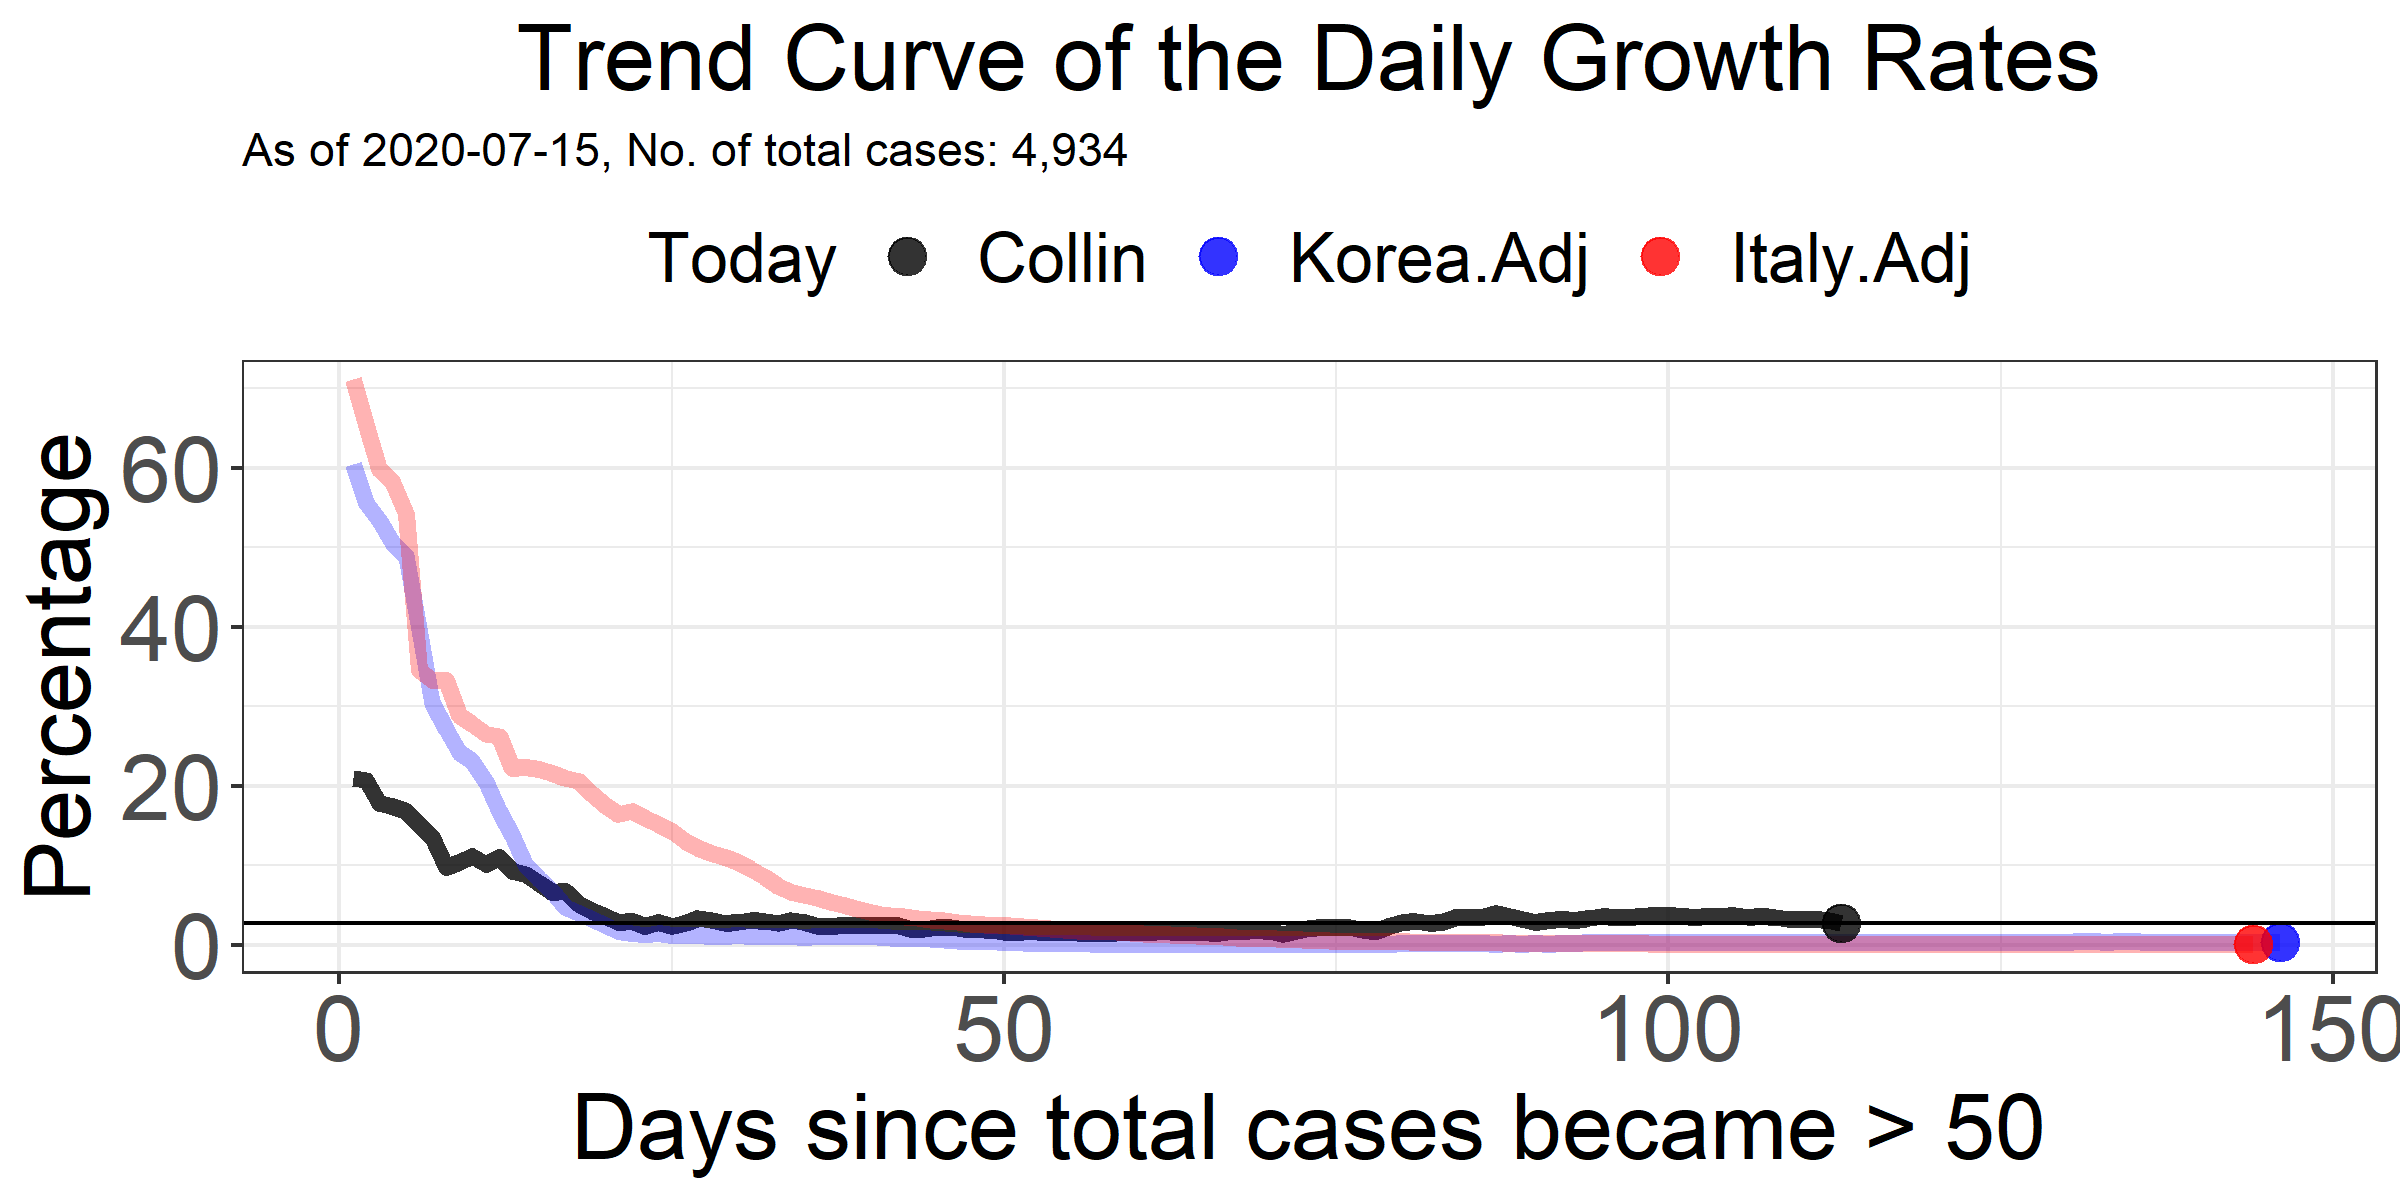 Trend Curve of the Daily Growth Rates
As of 2020-07-15, No. of total cases: 4,934
Today Collin Korea.Adj Italy.Adj
Percentage
60
40
20
0
0 50 100 150
Days since total cases became > 50